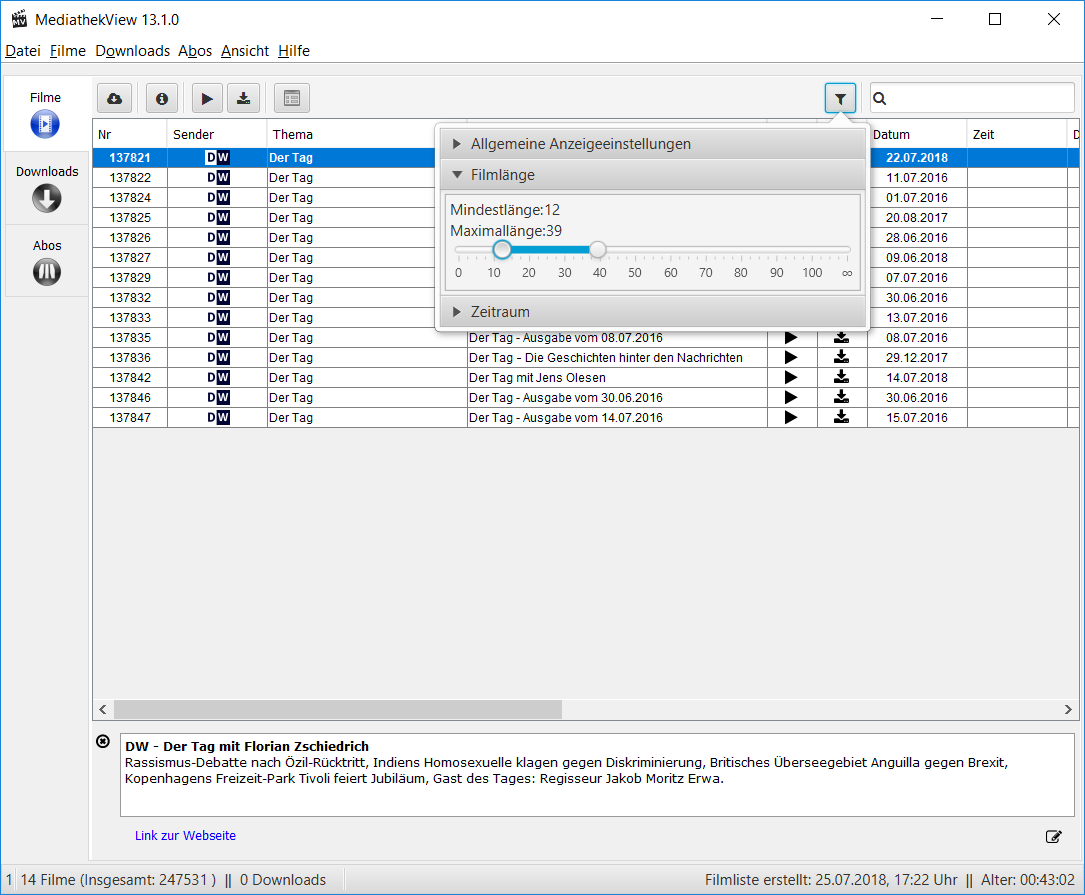 MediathekView 13.1.0
Datei Filme Downloads Abos Ansicht Hilfe
Filme
Downloads
Abos
Nr Sender Thema Datum Zeit D
Allgemeine Anzeigeeinstellungen
Filmlänge
Mindestlänge:12
Maximallänge:39
0 10 20 30 40 50 60 70 80 90 100 ∞
Zeitraum
137821 DW Der Tag 22.07.2018
137822 DW Der Tag 11.07.2016
137824 DW Der Tag 01.07.2016
137825 DW Der Tag 20.08.2017
137826 DW Der Tag 28.06.2016
137827 DW Der Tag 09.06.2018
137829 DW Der Tag 07.07.2016
137832 DW Der Tag 30.06.2016
137833 DW Der Tag 13.07.2016
137835 DW Der Tag Der Tag - Ausgabe vom 08.07.2016 08.07.2016
137836 DW Der Tag Der Tag - Die Geschichten hinter den Nachrichten 29.12.2017
137842 DW Der Tag Der Tag mit Jens Olesen 14.07.2018
137846 DW Der Tag Der Tag - Ausgabe vom 30.06.2016 30.06.2016
137847 DW Der Tag Der Tag - Ausgabe vom 14.07.2016 15.07.2016
DW - Der Tag mit Florian Zschiedrich
Rassismus-Debatte nach Özil-Rücktritt, Indiens Homosexuelle klagen gegen Diskriminierung, Britisches Überseegebiet Anguilla gegen Brexit,
Kopenhagens Freizeit-Park Tivoli feiert Jubiläum, Gast des Tages: Regisseur Jakob Moritz Erwa.
Link zur Webseite
1 14 Filme (Insgesamt: 247531 ) || 0 Downloads Filmliste erstellt: 25.07.2018, 17:22 Uhr || Alter: 00:43:02